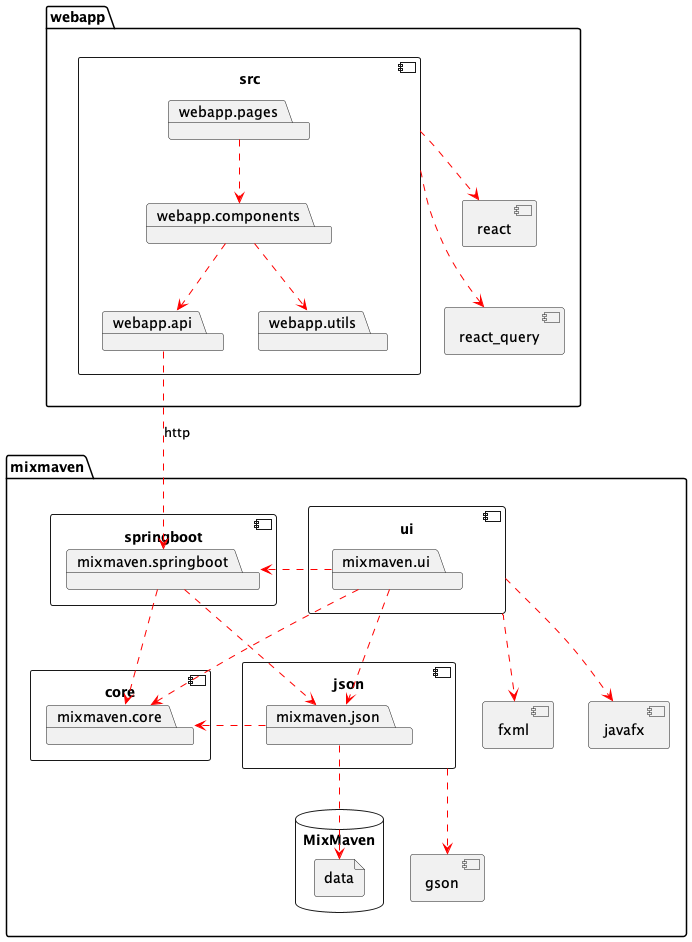 webapp
src
webapp.pages
webapp.components
react
webapp.api
webapp.utils
react_query
http
mixmaven
springboot
ui
mixmaven.springboot
mixmaven.ui
core
json
mixmaven.core
mixmaven.json
fxml
javafx
MixMaven
data
gson